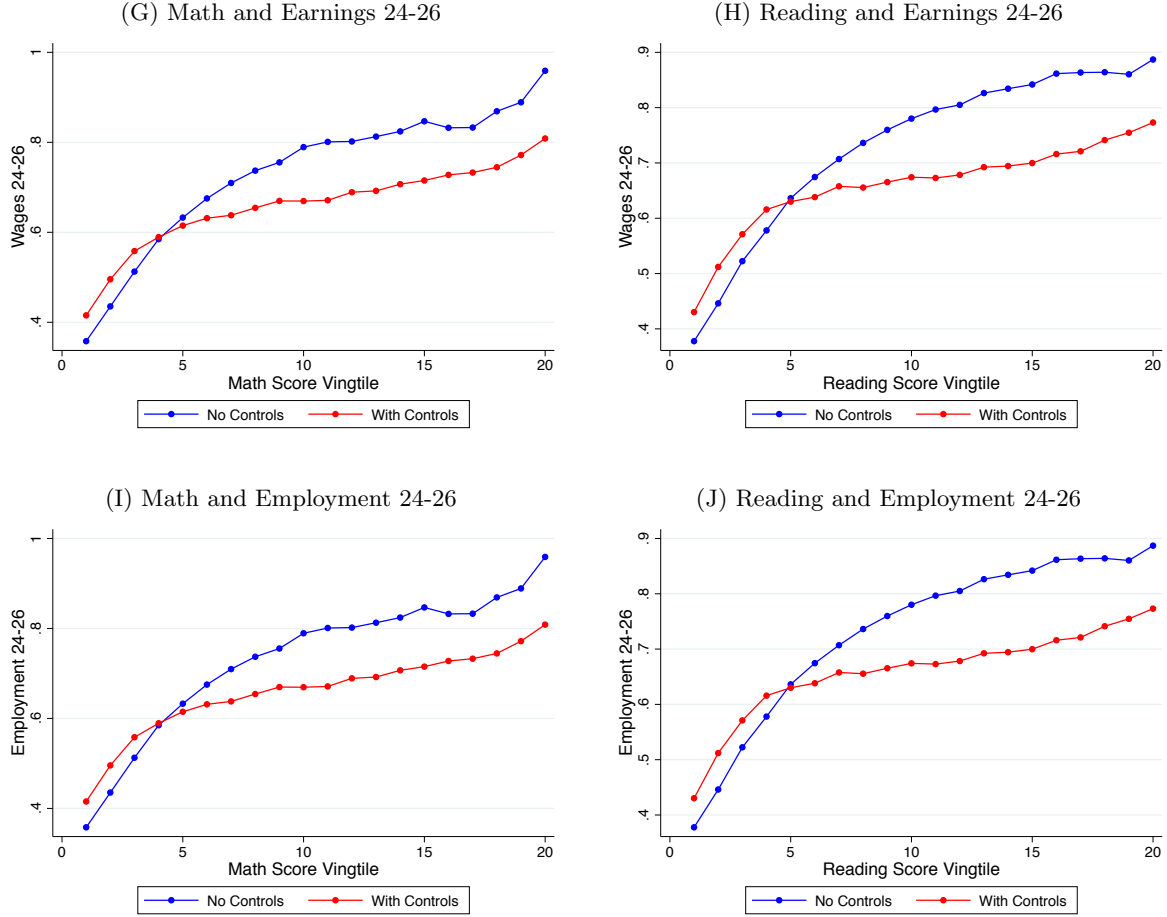 (G) Math and Earnings 24-26
Wages 24-26
1
.8
.6
.4
0 5 10 15 20
Math Score Vingtile
No Controls With Controls
(H) Reading and Earnings 24-26
Wages 24-26
.9
.8
.7
.6
.5
.4
0 5 10 15 20
Reading Score Vingtile
No Controls With Controls
(I) Math and Employment 24-26
Employment 24-26
1
.8
.6
.4
0 5 10 15 20
Math Score Vingtile
No Controls With Controls
(J) Reading and Employment 24-26
Employment 24-26
.9
.8
.7
.6
.5
.4
0 5 10 15 20
Reading Score Vingtile
No Controls With Controls